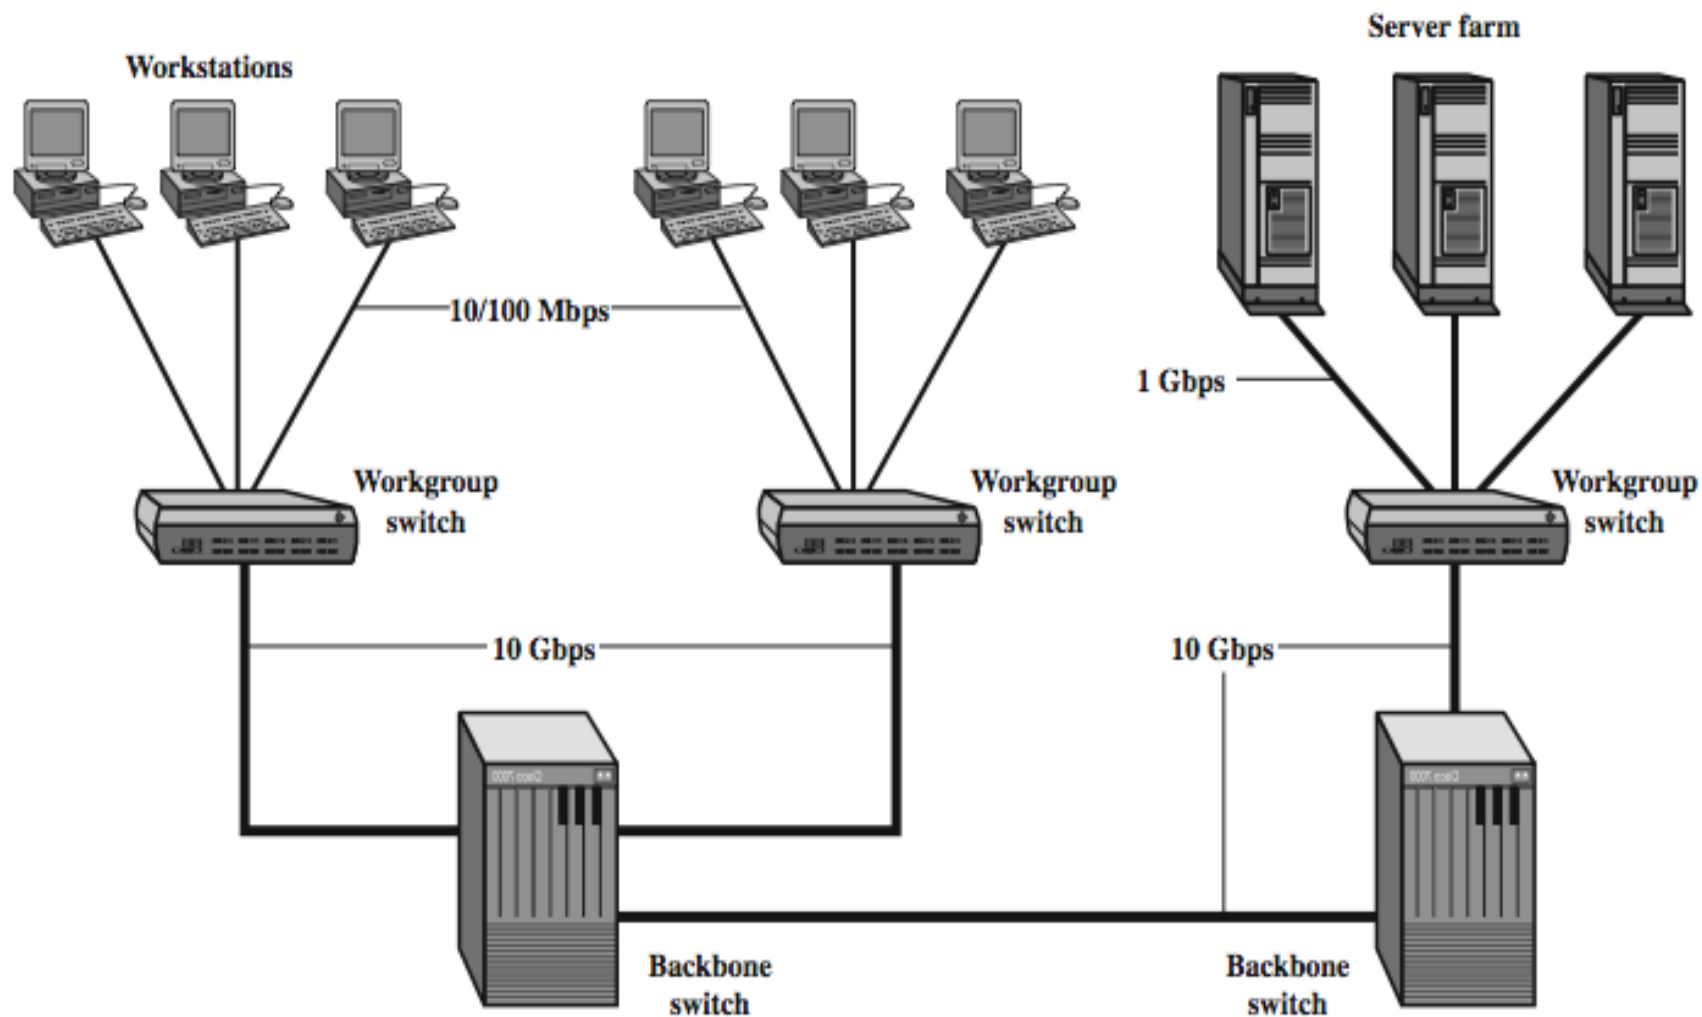 Server farm
Workstations
10/100 Mbps
1 Gbps
Workgroup
switch
Workgroup
switch
Workgroup
switch
10 Gbps
10 Gbps
Backbone
switch
Backbone
switch